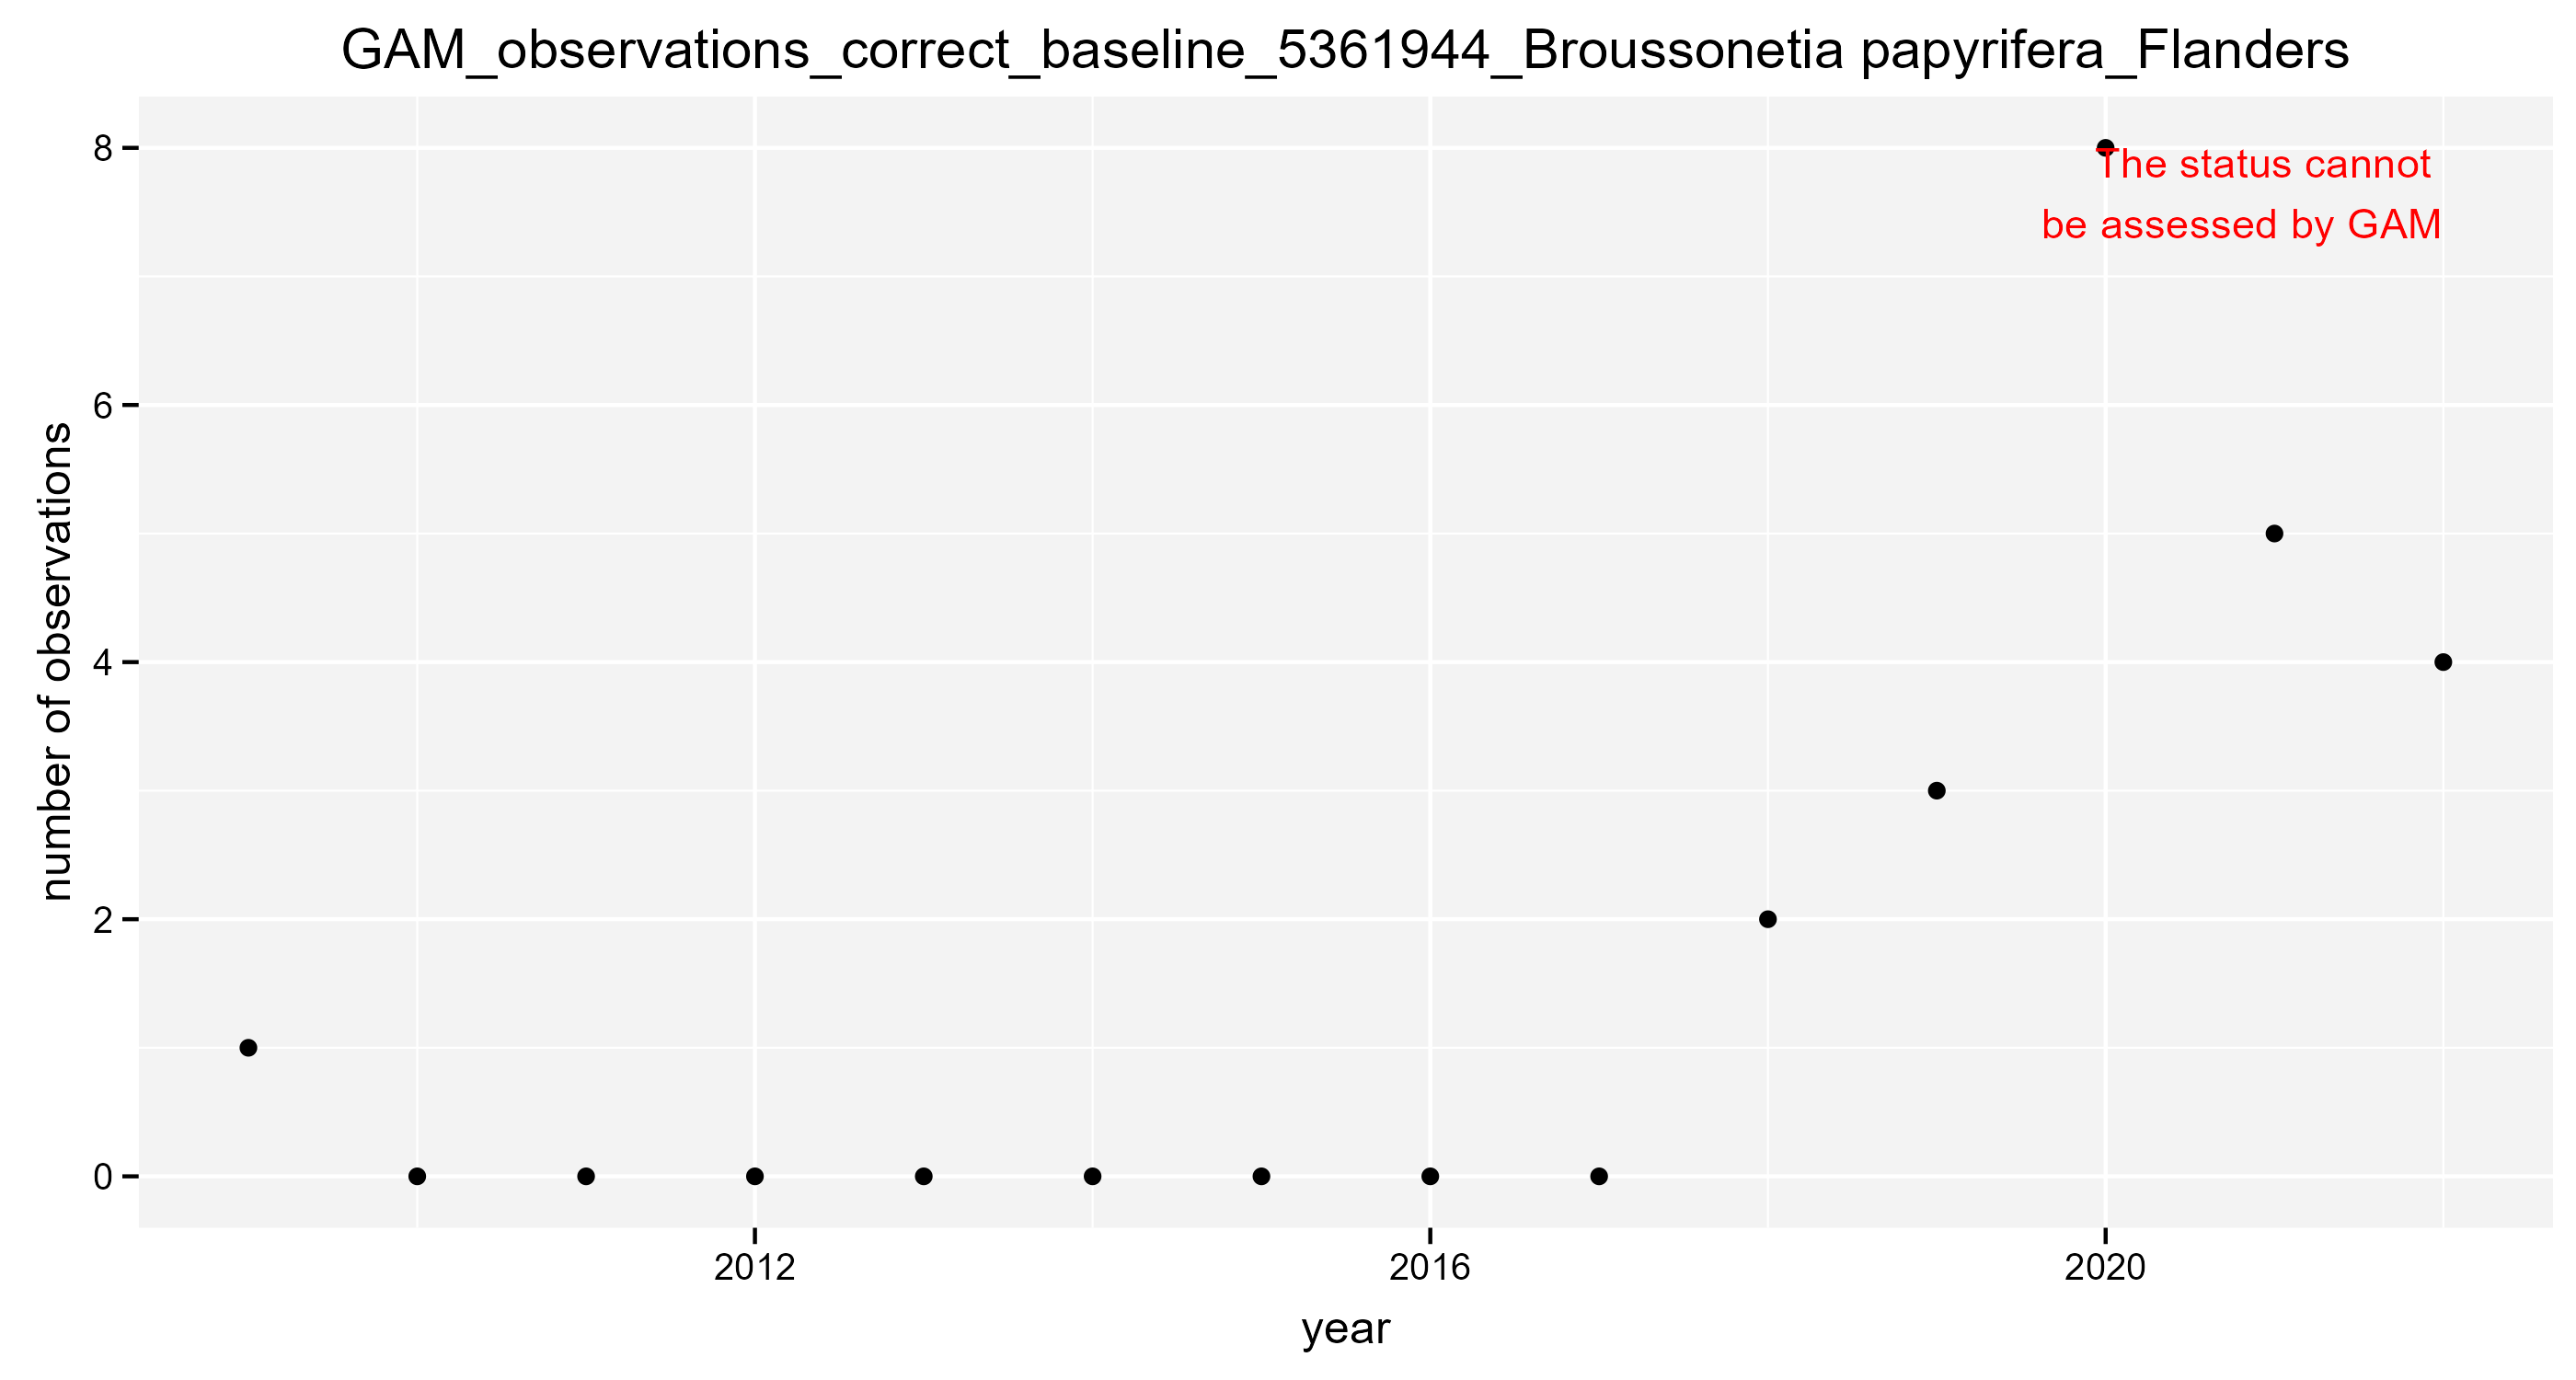 GAM_observations_correct_baseline_5361944_Broussonetia papyrifera_Flanders
8
The status cannot
be assessed by GAM
6
4
2
0
number of observations
2012 2016 2020
year